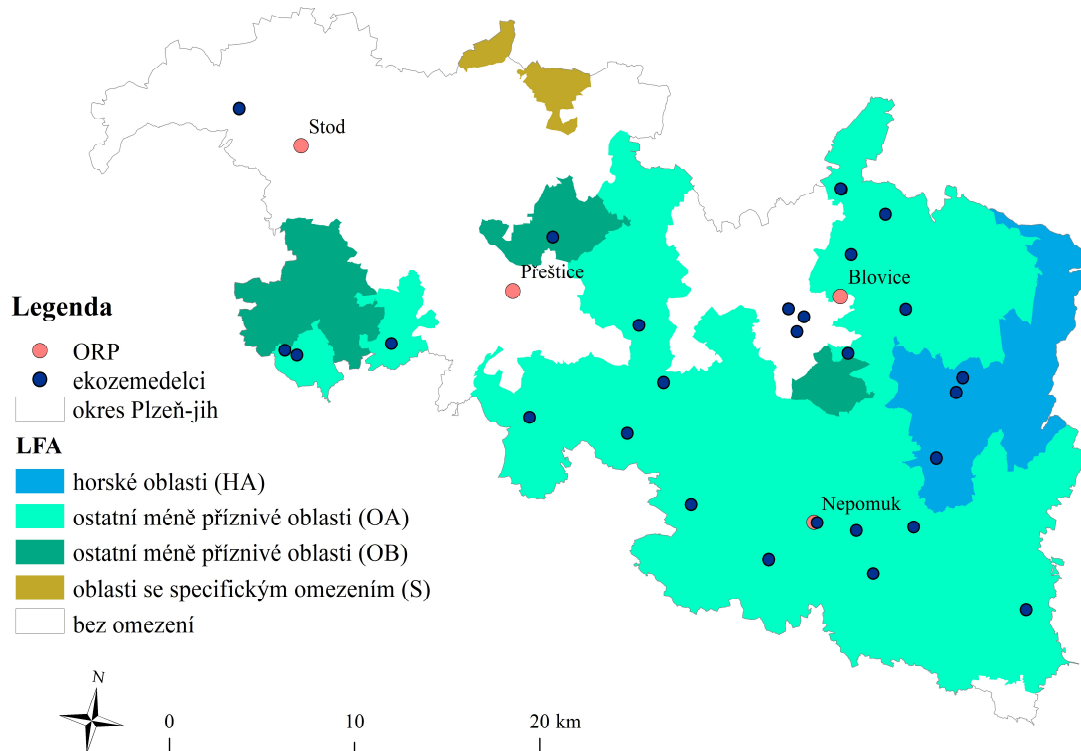 Stod
Přeštice
Blovice
Nepomuk
Legenda
ORP
ekozemedelci
okres Plzeň-jih
LFA
horské oblasti (HA)
ostatní méně příznivé oblasti (OA)
ostatní méně příznivé oblasti (OB)
oblasti se specifickým omezením (S)
bez omezení
N
0 10 20 km